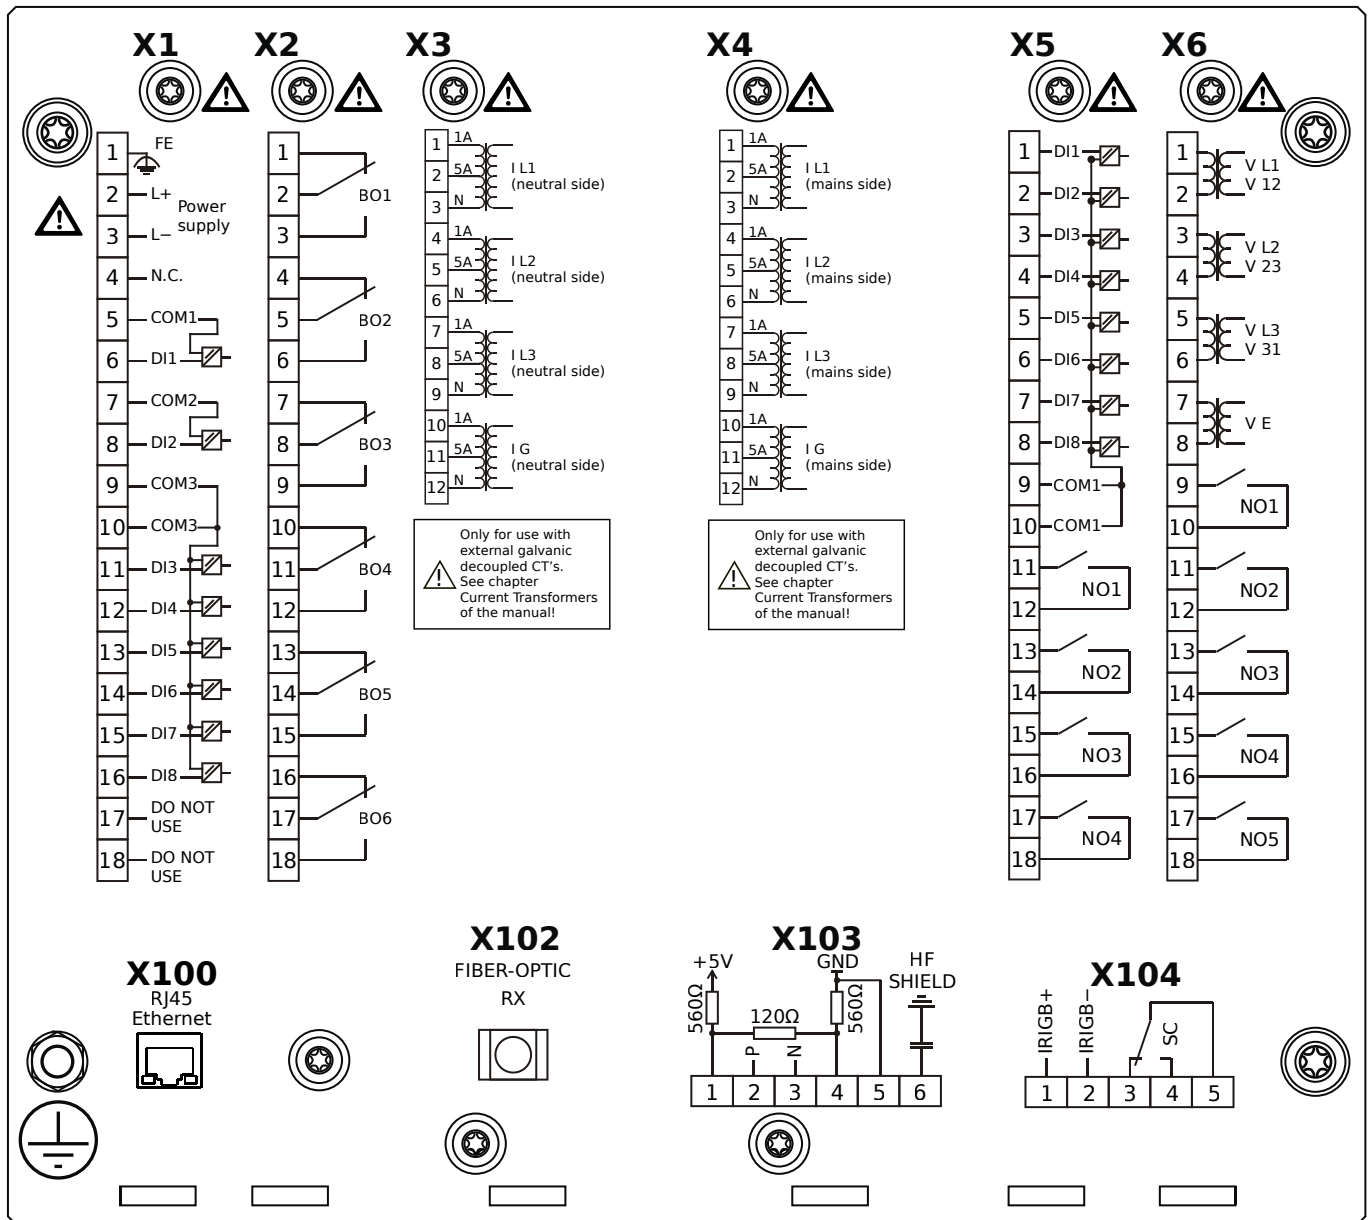 X1
1 FE
2 L+ Power
supply
3 L−
4 N.C.
5 COM1
6 DI1
7 COM2
8 DI2
9 COM3
10 COM3
11 DI3
12 DI4
13 DI5
14 DI6
15 DI7
16 DI8
17 DO NOT
USE
18 DO NOT
USE
X2
1
2 BO1
3
4
5 BO2
6
7
8 BO3
9
10
11 BO4
12
13
14 BO5
15
16
17 BO6
18
X3
1 1A
2 5A I L1
(neutral side)
3 N
4 1A
5 5A I L2
(neutral side)
6 N
7 1A
8 5A I L3
(neutral side)
9 N
10 1A
11 5A I G
(neutral side)
12 N
Only for use with
external galvanic
decoupled CT's.
See chapter
Current Transformers
of the manual!
X4
1 1A
2 5A I L1
(mains side)
3 N
4 1A
5 5A I L2
(mains side)
6 N
7 1A
8 5A I L3
(mains side)
9 N
10 1A
11 5A I G
(mains side)
12 N
Only for use with
external galvanic
decoupled CT's.
See chapter
Current Transformers
of the manual!
X5
1 DI1
2 DI2
3 DI3
4 DI4
5 DI5
6 DI6
7 DI7
8 DI8
9 COM1
10 COM1
11
NO1
12
13
NO2
14
15
NO3
16
17
NO4
18
X6
1 V L1
2 V 12
3 V L2
4 V 23
5 V L3
6 V 31
7
V E
8
9
NO1
10
11
NO2
12
13
NO3
14
15
NO4
16
17
NO5
18
X100
RJ45
Ethernet
X102
FIBER-OPTIC
RX
X103
+5V GND HF
SHIELD
560Ω 120Ω 560Ω
P N
1 2 3 4 5 6
X104
IRIGB+ IRIGB− SC
1 2 3 4 5